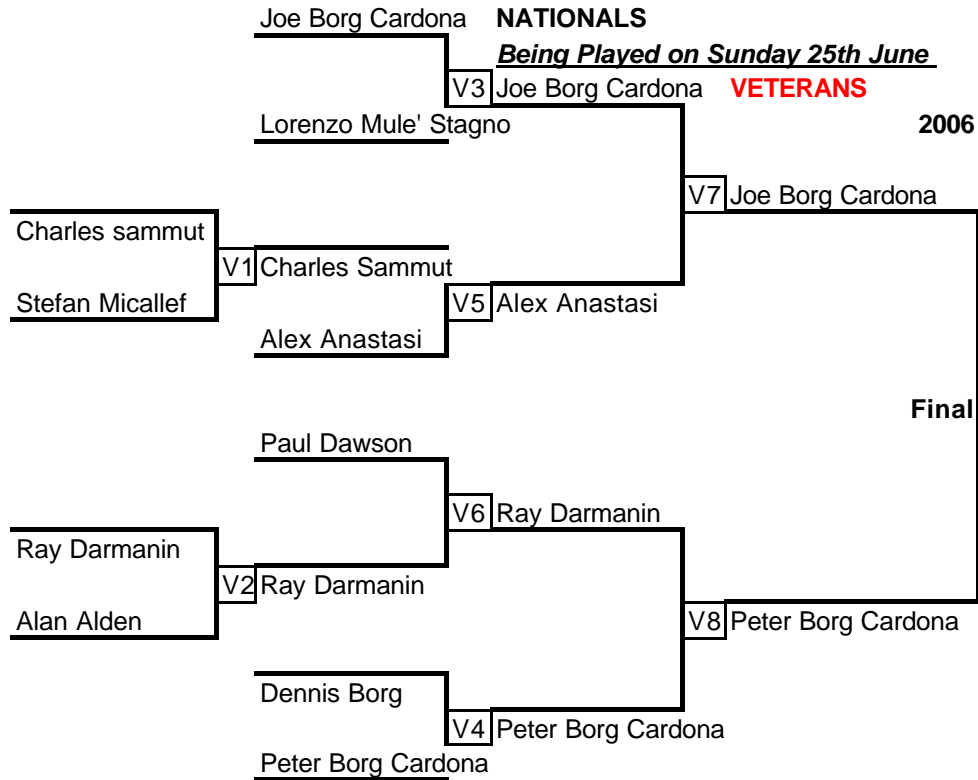 Joe Borg Cardona NATIONALS
Being Played on Sunday 25th June
V3 Joe Borg Cardona VETERANS
Lorenzo Mule' Stagno 2006
V7 Joe Borg Cardona
Charles sammut
V1 Charles Sammut
Stefan Micallef V5 Alex Anastasi
Alex Anastasi
Final
Paul Dawson
V6 Ray Darmanin
Ray Darmanin
V2 Ray Darmanin
Alan Alden V8 Peter Borg Cardona
Dennis Borg
V4 Peter Borg Cardona
Peter Borg Cardona